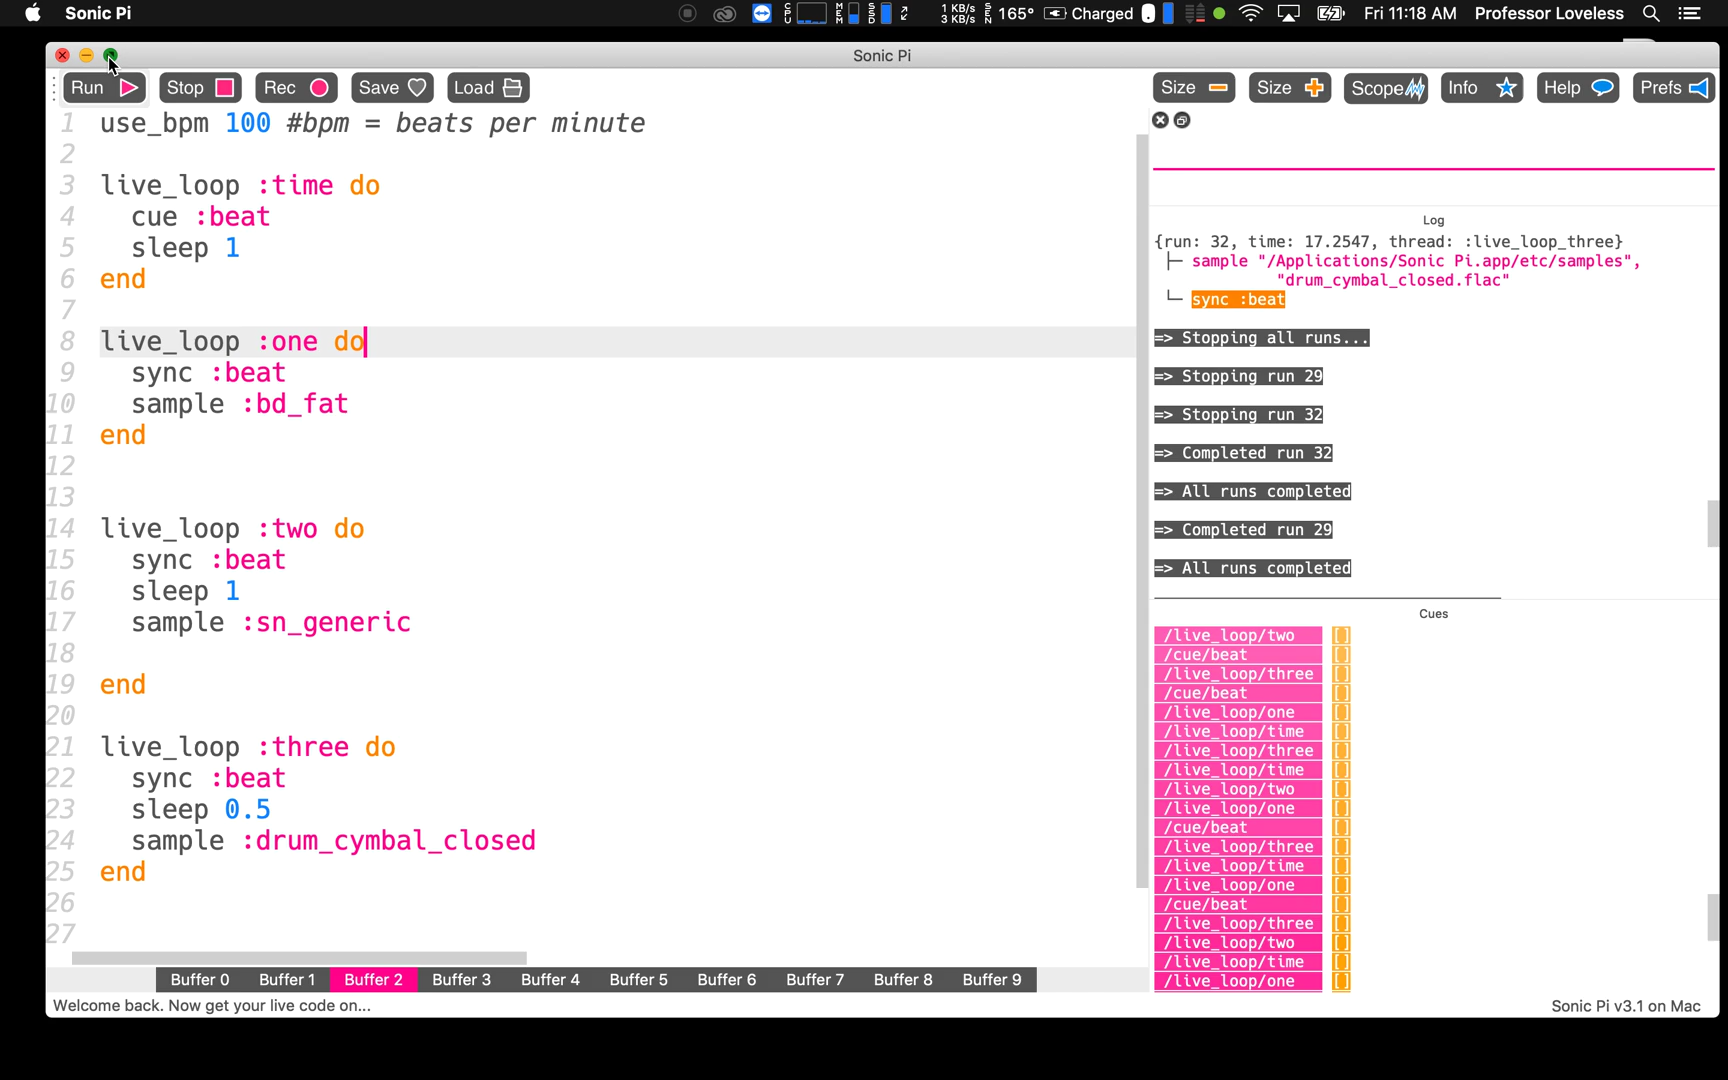 Sonic Pi
CPU MEM SSD 1 KB/s 3 KB/s SEN 165° Charged Fri 11:18 AM Professor Loveless
Sonic Pi
Run Stop Rec Save Load Size Size Scope Info Help Prefs
1 use_bpm 100 #bpm = beats per minute
2
3 live_loop :time do
4 cue :beat
5 sleep 1
6 end
7
8 live_loop :one do
9 sync :beat
10 sample :bd_fat
11 end
12
13
14 live_loop :two do
15 sync :beat
16 sleep 1
17 sample :sn_generic
18
19 end
20
21 live_loop :three do
22 sync :beat
23 sleep 0.5
24 sample :drum_cymbal_closed
25 end
26
27
Log
{run: 32, time: 17.2547, thread: :live_loop_three}
├─ sample "/Applications/Sonic Pi.app/etc/samples",
"drum_cymbal_closed.flac"
└─ sync :beat
=> Stopping all runs...
=> Stopping run 29
=> Stopping run 32
=> Completed run 32
=> All runs completed
=> Completed run 29
=> All runs completed
Cues
/live_loop/two []
/cue/beat []
/live_loop/three []
/cue/beat []
/live_loop/one []
/live_loop/time []
/live_loop/three []
/live_loop/time []
/live_loop/two []
/live_loop/one []
/cue/beat []
/live_loop/three []
/live_loop/time []
/live_loop/one []
/cue/beat []
/live_loop/three []
/live_loop/two []
/live_loop/time []
/live_loop/one []
Buffer 0 Buffer 1 Buffer 2 Buffer 3 Buffer 4 Buffer 5 Buffer 6 Buffer 7 Buffer 8 Buffer 9
Welcome back. Now get your live code on...
Sonic Pi v3.1 on Mac